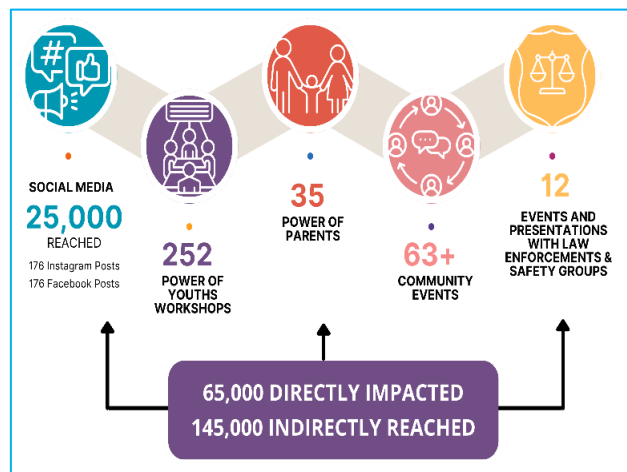 #
SOCIAL MEDIA
25,000
REACHED
176 Instagram Posts
176 Facebook Posts
252
POWER OF
YOUTHS
WORKSHOPS
35
POWER OF
PARENTS
63+
COMMUNITY
EVENTS
12
EVENTS AND
PRESENTATIONS
WITH LAW
ENFORCEMENTS &
SAFETY GROUPS
65,000 DIRECTLY IMPACTED
145,000 INDIRECTLY REACHED